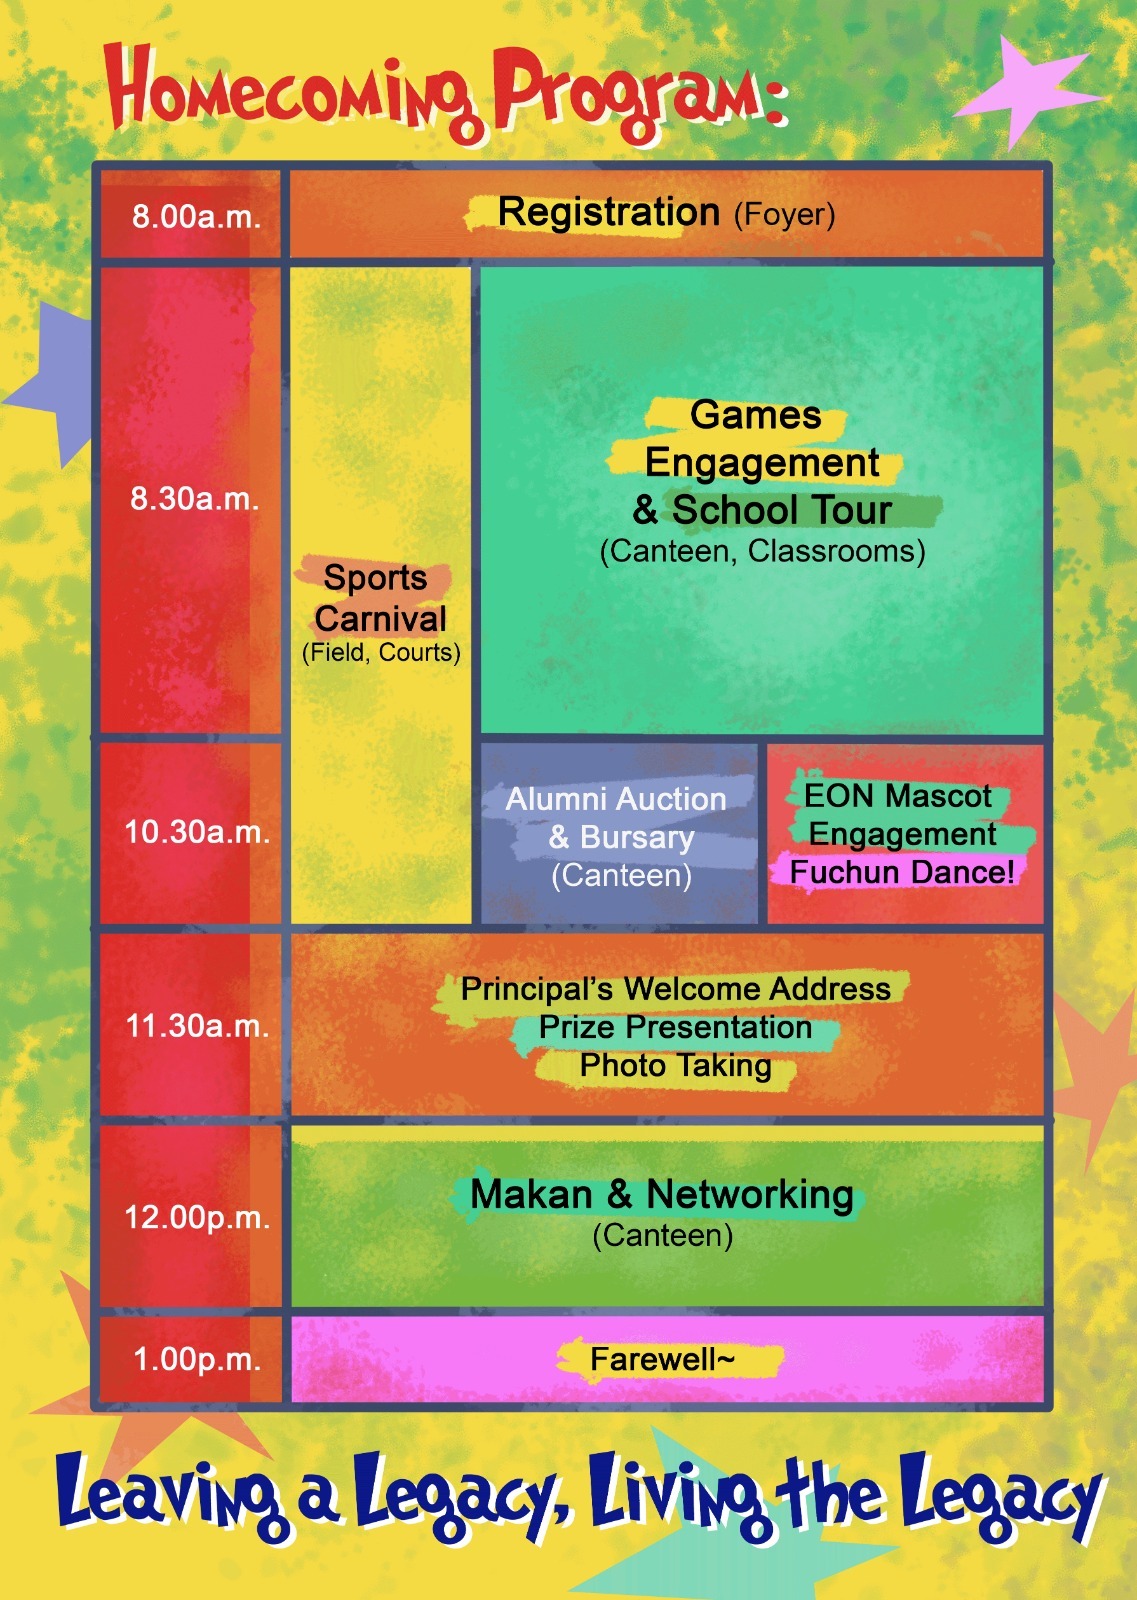 Homecoming Program:
8.00a.m.
Registration (Foyer)
8.30a.m.
Sports
Carnival
(Field, Courts)
Games
Engagement
& School Tour
(Canteen, Classrooms)
10.30a.m.
Alumni Auction
& Bursary
(Canteen)
EON Mascot
Engagement
Fuchun Dance!
11.30a.m.
Principal's Welcome Address
Prize Presentation
Photo Taking
12.00p.m.
Makan & Networking
(Canteen)
1.00p.m.
Farewell~
Leaving a Legacy, Living the Legacy